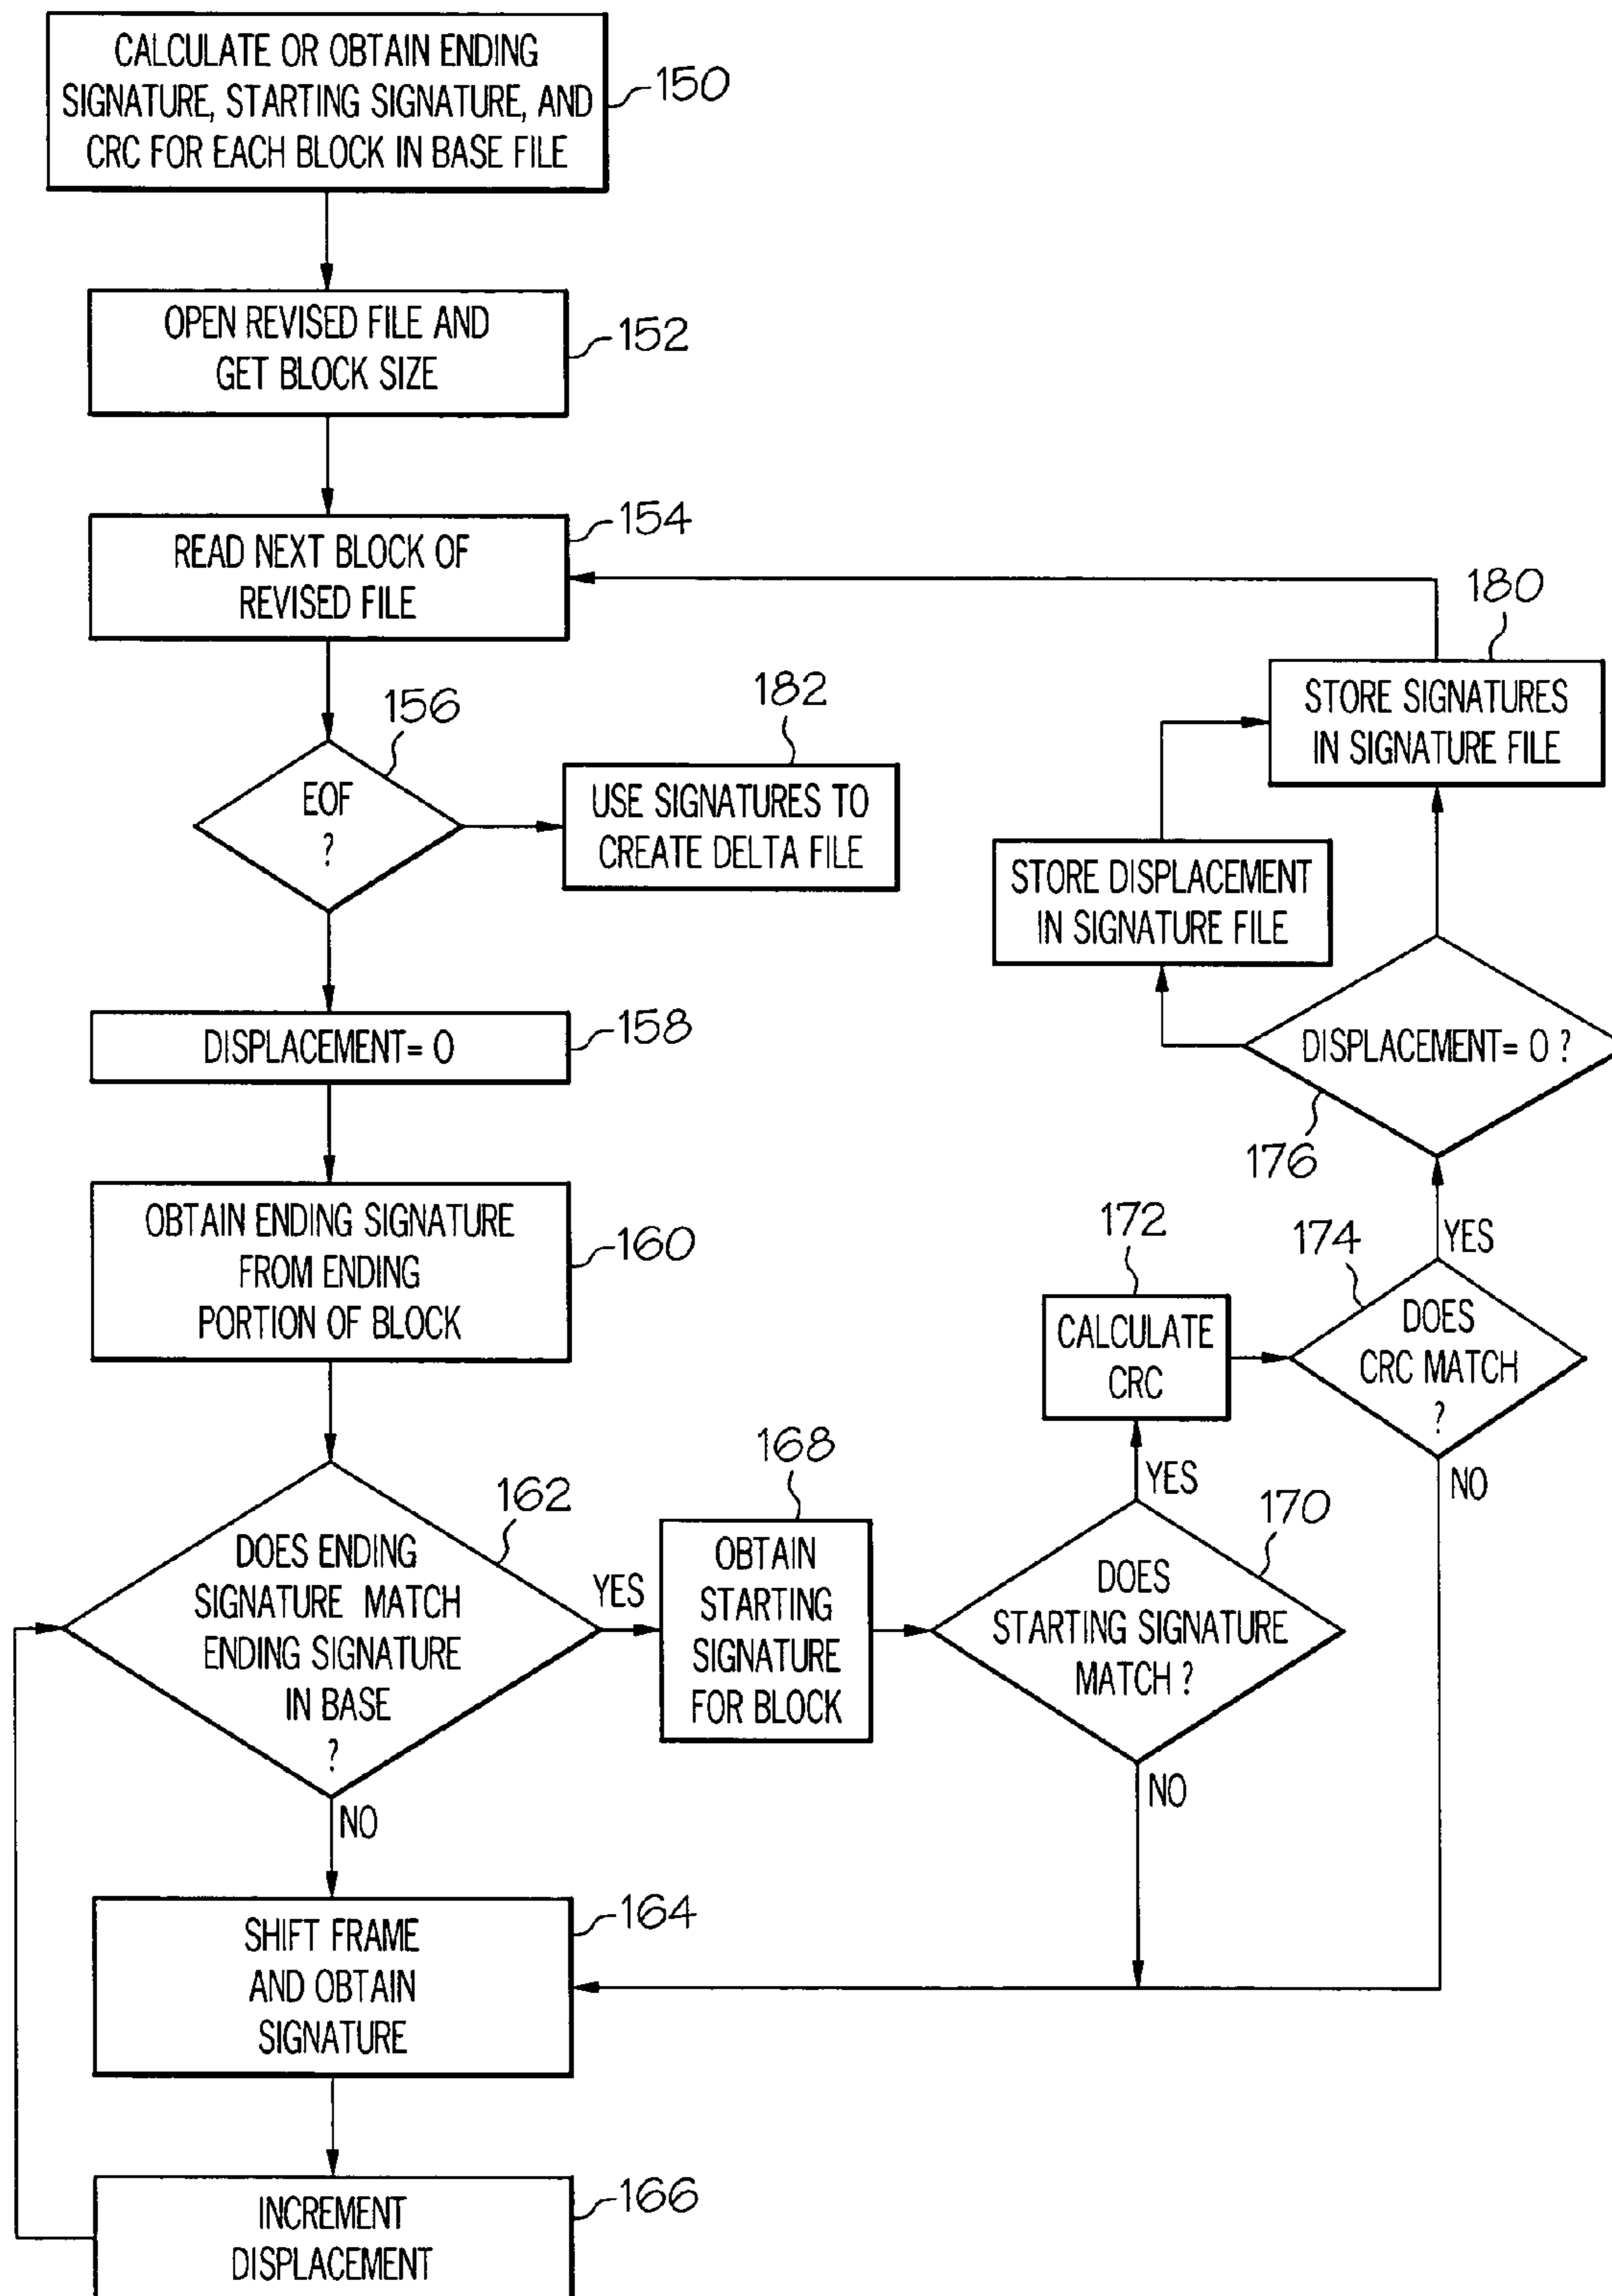 CALCULATE OR OBTAIN ENDING
SIGNATURE, STARTING SIGNATURE, AND
CRC FOR EACH BLOCK IN BASE FILE
150
OPEN REVISED FILE AND
GET BLOCK SIZE
152
READ NEXT BLOCK OF
REVISED FILE
154
EOF
?
156
USE SIGNATURES TO
CREATE DELTA FILE
182
DISPLACEMENT= 0
158
OBTAIN ENDING SIGNATURE
FROM ENDING
PORTION OF BLOCK
160
DOES ENDING
SIGNATURE MATCH
ENDING SIGNATURE
IN BASE
?
162
YES
NO
SHIFT FRAME
AND OBTAIN
SIGNATURE
164
INCREMENT
DISPLACEMENT
166
OBTAIN
STARTING
SIGNATURE
FOR BLOCK
168
DOES
STARTING SIGNATURE
MATCH ?
170
YES
NO
CALCULATE
CRC
172
DOES
CRC MATCH
?
174
YES
NO
DISPLACEMENT= 0 ?
176
STORE DISPLACEMENT
IN SIGNATURE FILE
STORE SIGNATURES
IN SIGNATURE FILE
180